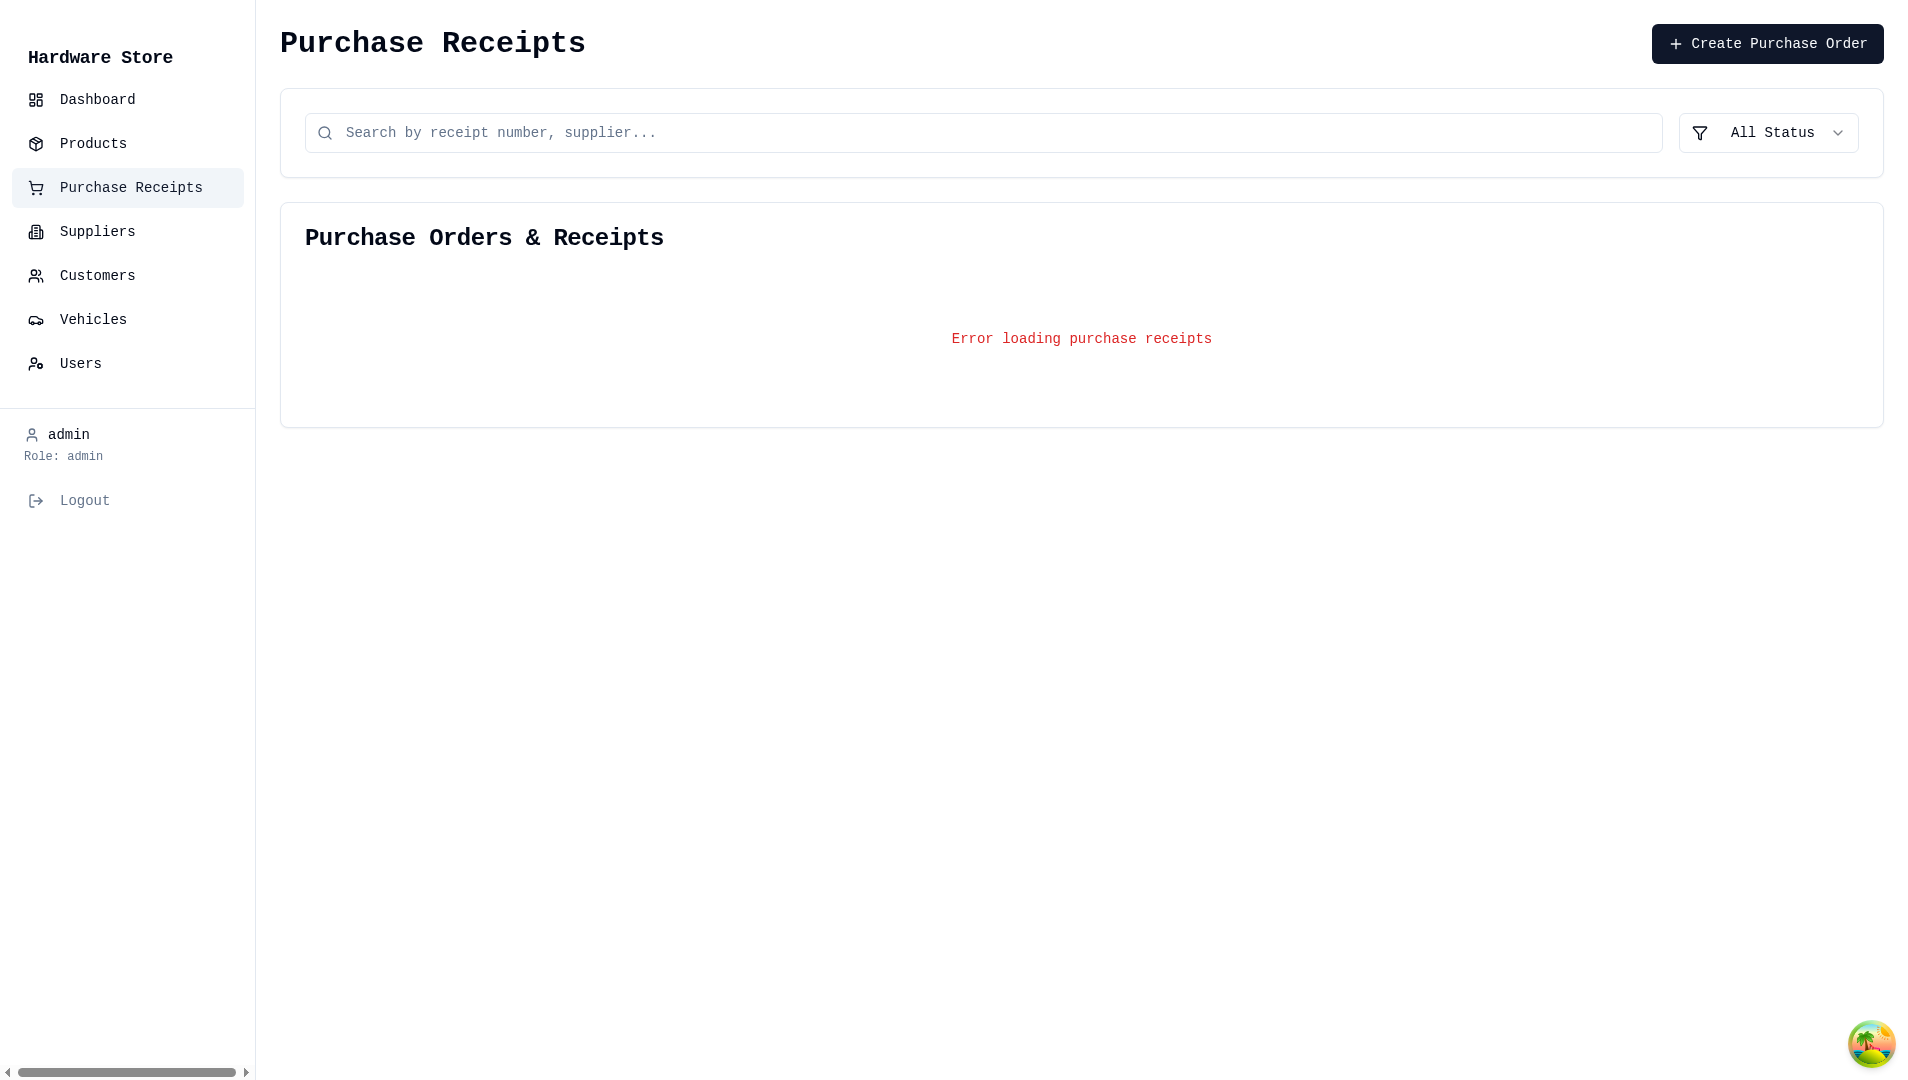 Hardware Store
Dashboard
Products
Purchase Receipts
Suppliers
Customers
Vehicles
Users
admin
Role: admin
Logout
Purchase Receipts
Create Purchase Order
Search by receipt number, supplier...
All Status
Purchase Orders & Receipts
Error loading purchase receipts